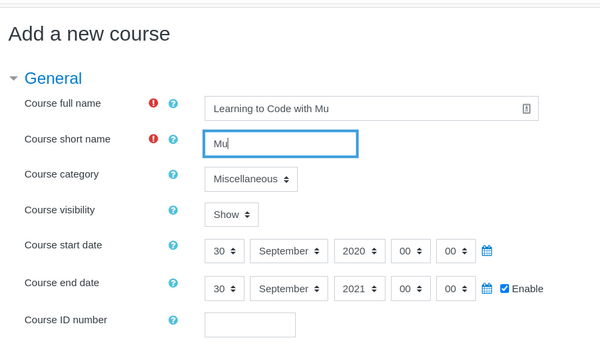 Add a new course
General
Course full name ! ? Learning to Code with Mu
Course short name ! ? Mu
Course category ? Miscellaneous
Course visibility ? Show
Course start date ? 30 September 2020 00 00
Course end date ? 30 September 2021 00 00 Enable
Course ID number ?